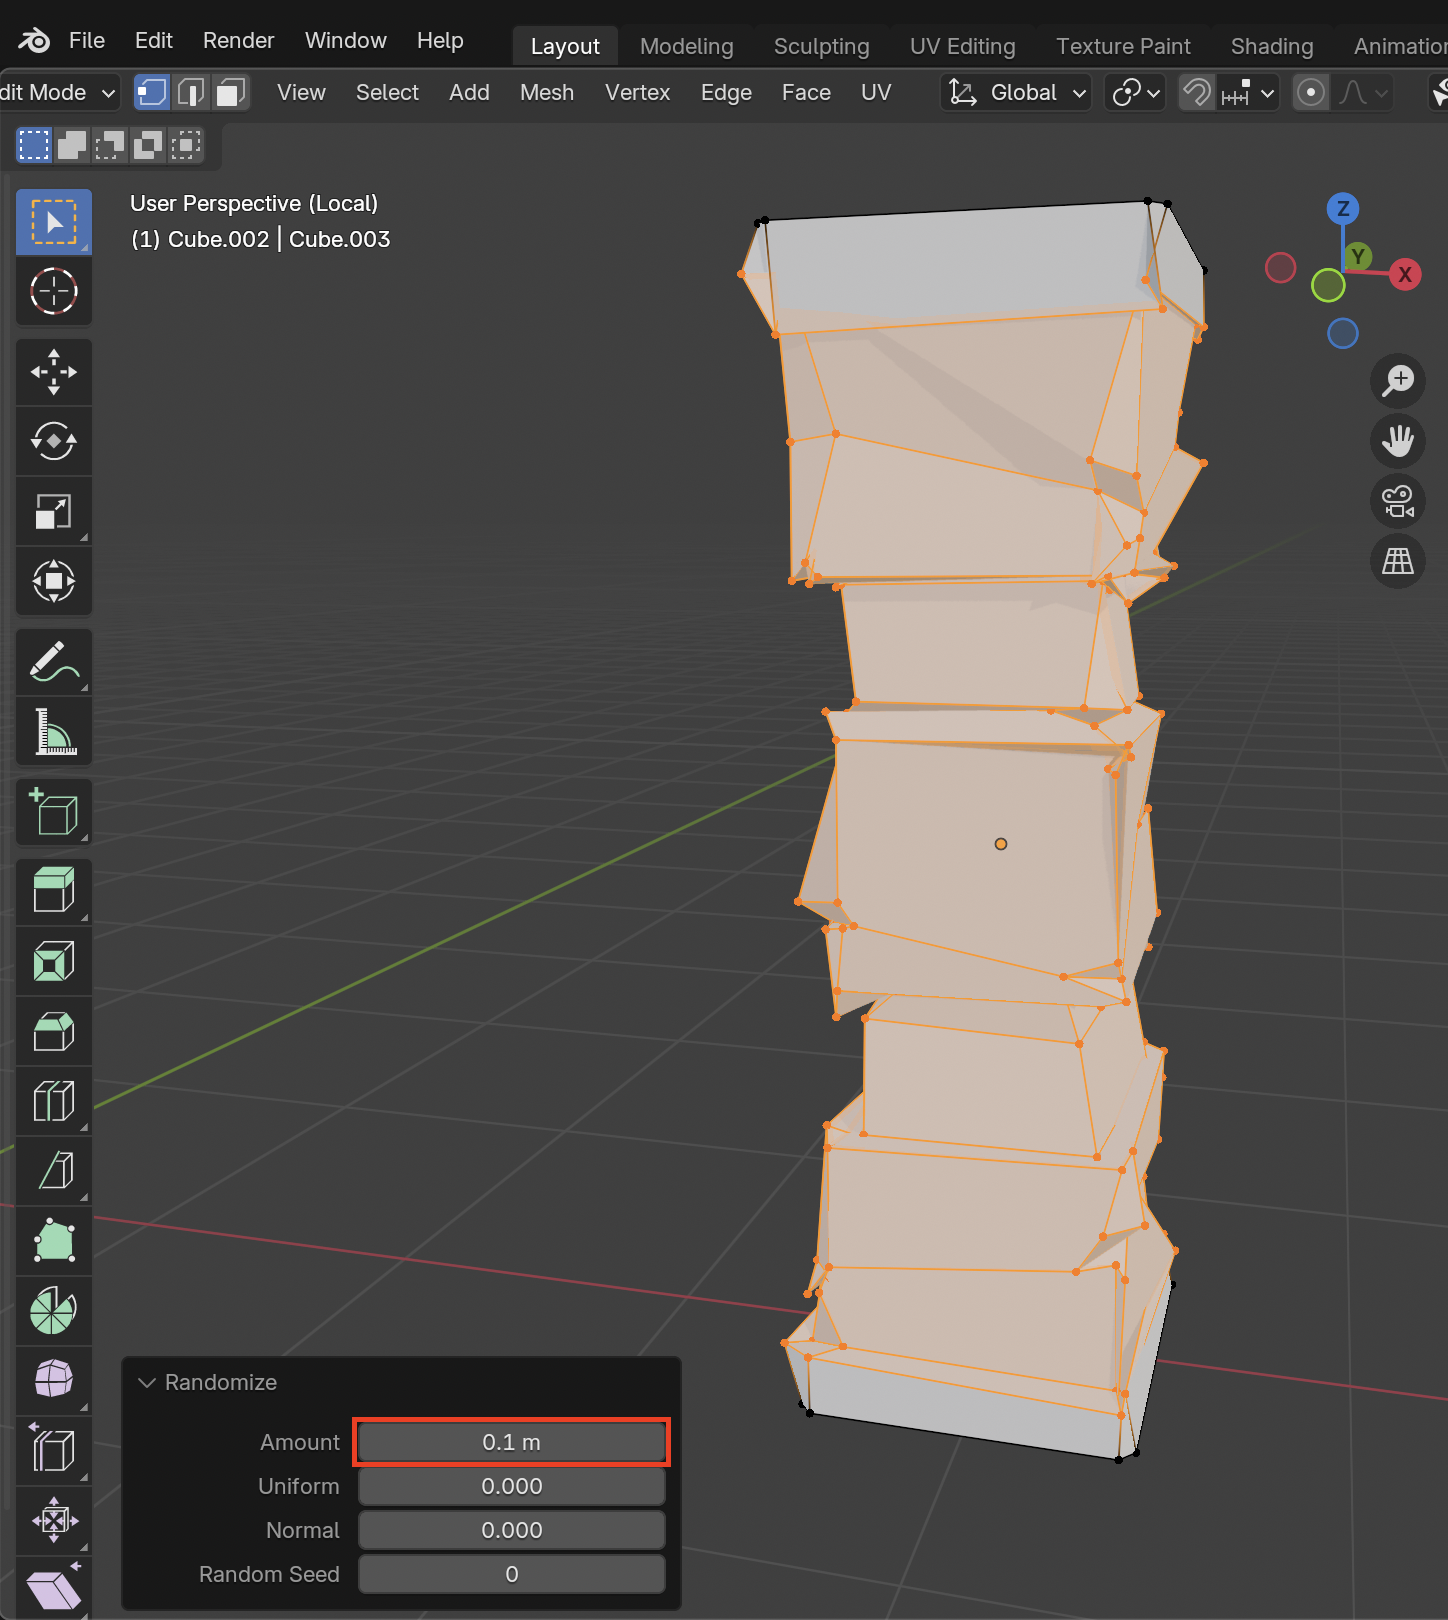 File Edit Render Window Help Layout Modeling Sculpting UV Editing Texture Paint Shading Animation
dit Mode View Select Add Mesh Vertex Edge Face UV Global
User Perspective (Local)
(1) Cube.002 | Cube.003
Z
Y
X
Randomize
Amount 0.1 m
Uniform 0.000
Normal 0.000
Random Seed 0